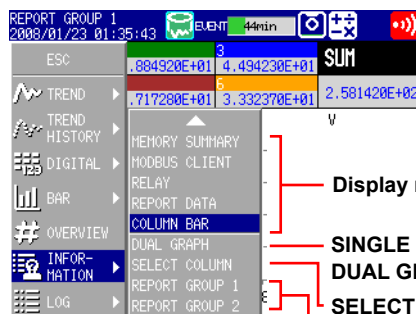 REPORT GROUP 1
2008/01/23 01:35:43
EVENT 44min
ESC
3
.884920E+01 4.494230E+01
SUM
6
.717280E+01 3.332370E+01
2.581420E+02
V
TREND
TREND HISTORY
DIGITAL
BAR
OVERVIEW
INFOR-
MATION
LOG
MEMORY SUMMARY
MODBUS CLIENT
RELAY
REPORT DATA
COLUMN BAR
DUAL GRAPH
SELECT COLUMN
REPORT GROUP 1
REPORT GROUP 2
Display
SINGLE
DUAL
SELECT